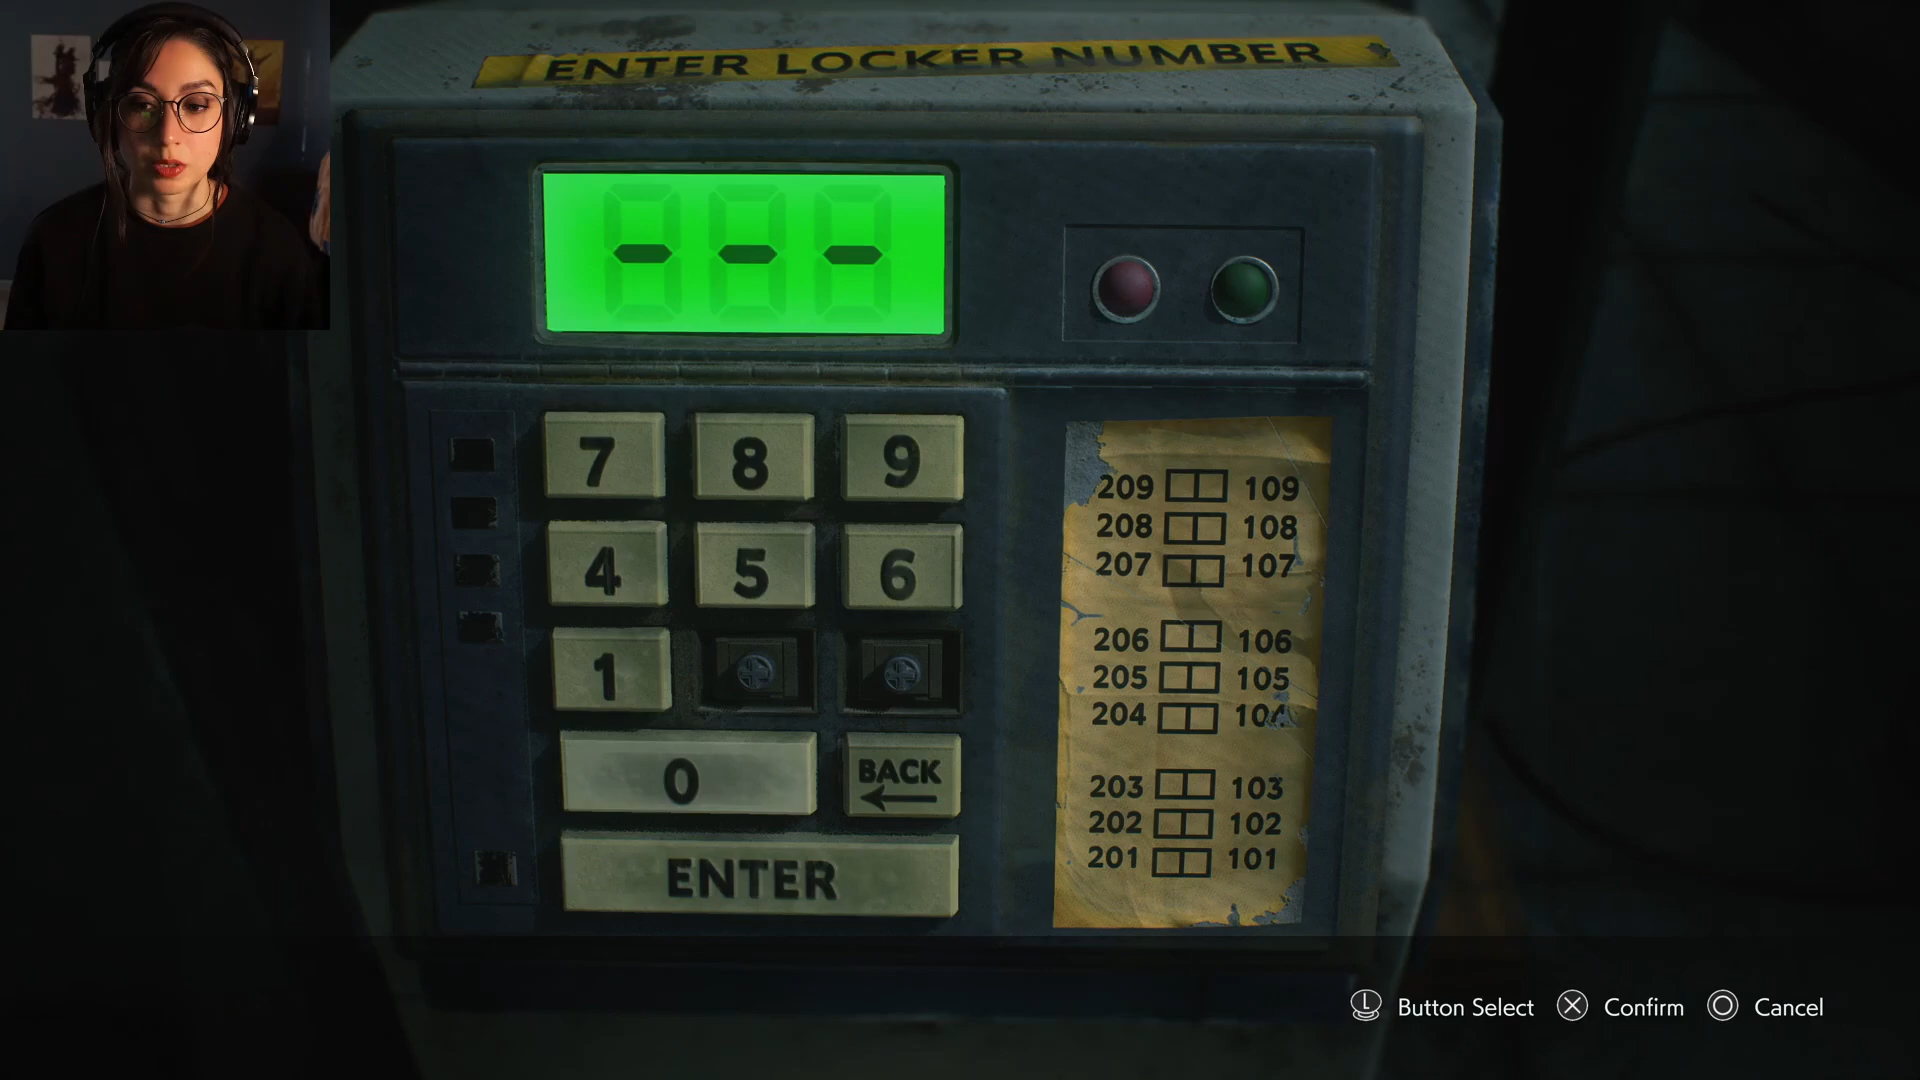 ENTER LOCKER NUMBER
7 8 9
4 5 6
1
0 BACK
ENTER
209 109
208 108
207 107
206 106
205 105
204 104
203 103
202 102
201 101
L Button Select Confirm Cancel